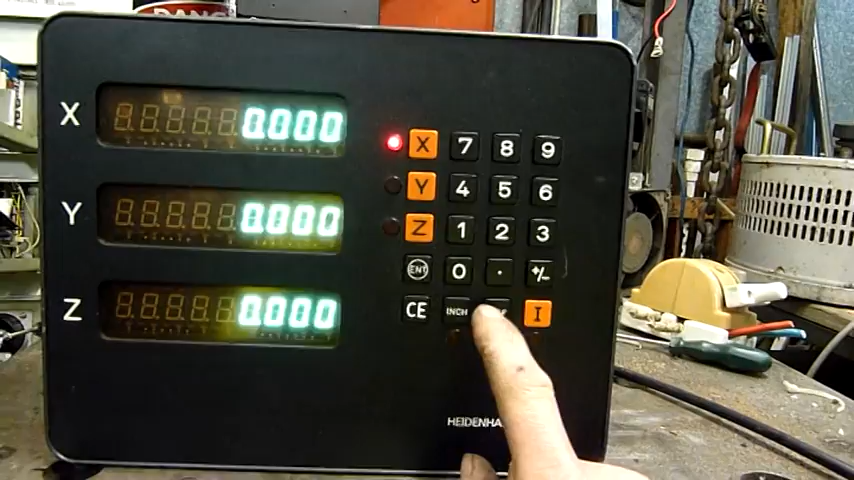 DANG
X 0.000 X 7 8 9
Y 0.000 Y 4 5 6
Z 0.000 Z 1 2 3
ENT 0 . +/-
CE INCH I
HEIDENHA